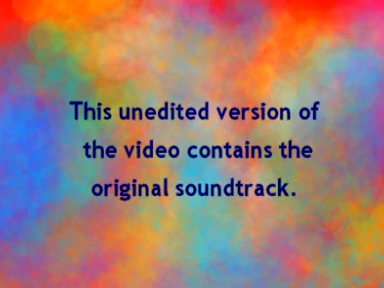 This unedited version of
the video contains the
original soundtrack.